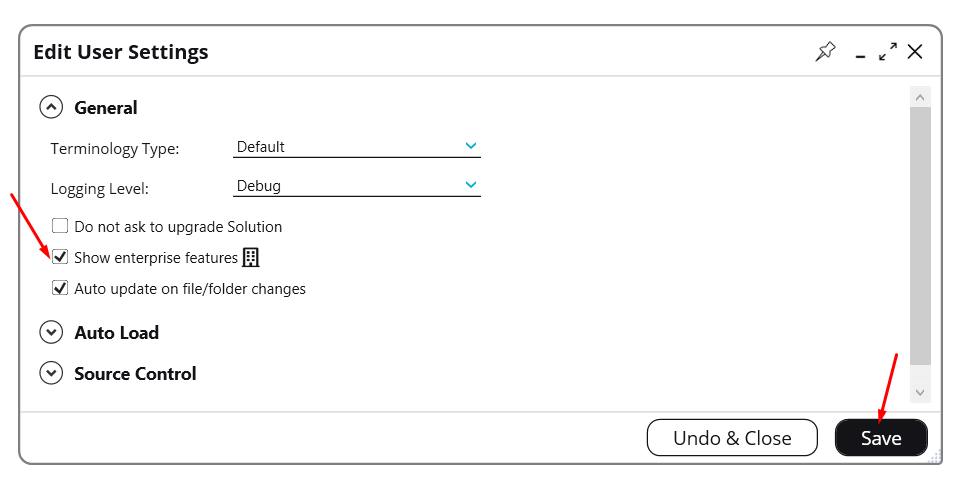 Edit User Settings
General
Terminology Type: Default
Logging Level: Debug
Do not ask to upgrade Solution
Show enterprise features
Auto update on file/folder changes
Auto Load
Source Control
Undo & Close Save